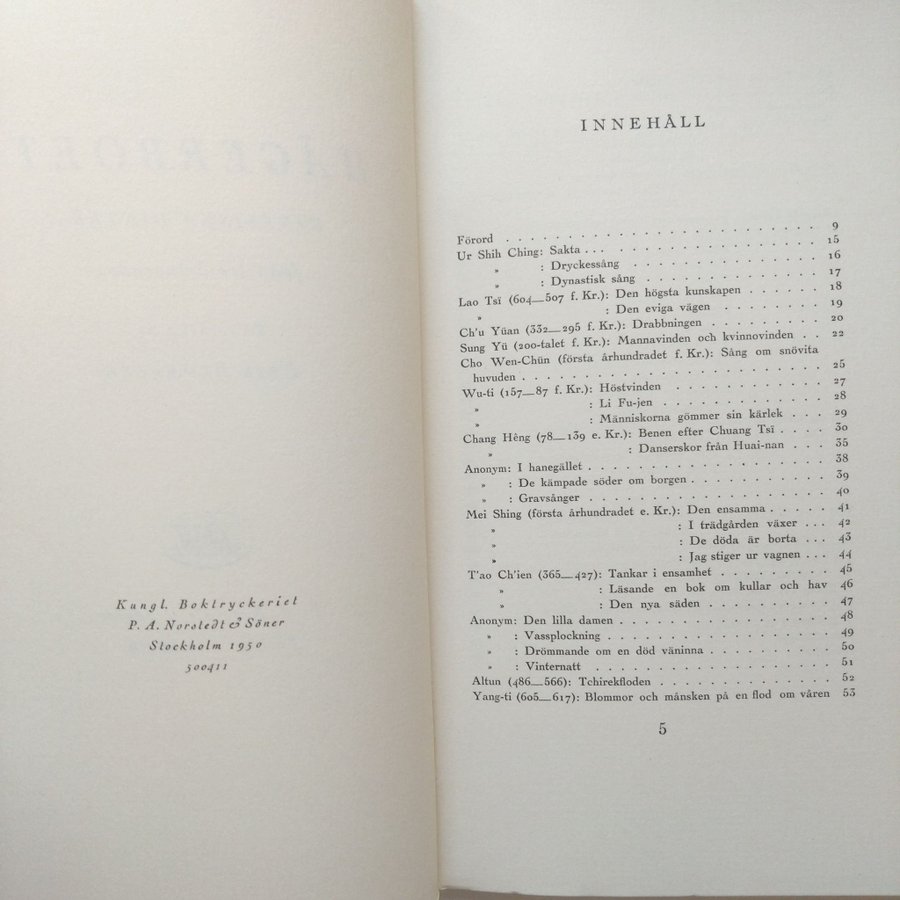 Kungl. Boktryckeriet
P. A. Norstedt & Söner
Stockholm 1950
500411
INNEHÅLL
Förord . . . . . . . . . . . . . . . . . . . . . . . . . . 9
Ur Shih Ching: Sakta . . . . . . . . . . . . . . . . . . . . 15
» : Dryckessång . . . . . . . . . . . . . . . . . 16
» : Dynastisk sång . . . . . . . . . . . . . . . . 17
Lao Tsï (604—507 f. Kr.): Den högsta kunskapen . . . . . . . 18
» : Den eviga vägen . . . . . . . . . 19
Ch'u Yüan (332—295 f. Kr.): Drabbningen . . . . . . . . . . 20
Sung Yü (200-talet f. Kr.): Mannavinden och kvinnovinden . . 22
Cho Wen-Chün (första århundradet f. Kr.): Sång om snövita
huvuden . . . . . . . . . . . . . . . . . . . . . . . . . 25
Wu-ti (157—87 f. Kr.): Höstvinden . . . . . . . . . . . . . 27
» : Li Fu-jen . . . . . . . . . . . . . . 28
» : Människorna gömmer sin kärlek . . . 29
Chang Hèng (78—139 e. Kr.): Benen efter Chuang Tsï . . . . 30
» : Danserskor från Huai-nan . . . 35
Anonym: I hanegället . . . . . . . . . . . . . . . . . . . . 38
» : De kämpade söder om borgen . . . . . . . . . . . . 39
» : Gravsånger . . . . . . . . . . . . . . . . . . . . 40
Mei Shing (första århundradet e. Kr.): Den ensamma . . . . . 41
» : I trädgården växer . . . 42
» : De döda är borta . . . 43
» : Jag stiger ur vagnen . . . 44
T'ao Ch'ien (365—427): Tankar i ensamhet . . . . . . . . . 45
» : Läsande en bok om kullar och hav 46
» : Den nya säden . . . . . . . . . . 47
Anonym: Den lilla damen . . . . . . . . . . . . . . . . . . 48
» : Vassplockning . . . . . . . . . . . . . . . . . . 49
» : Drömmande om en död väninna . . . . . . . . . . 50
» : Vinternatt . . . . . . . . . . . . . . . . . . . . 51
Altun (486—566): Tchirekfloden . . . . . . . . . . . . . . 52
Yang-ti (605—617): Blommor och månsken på en flod om våren 53
5